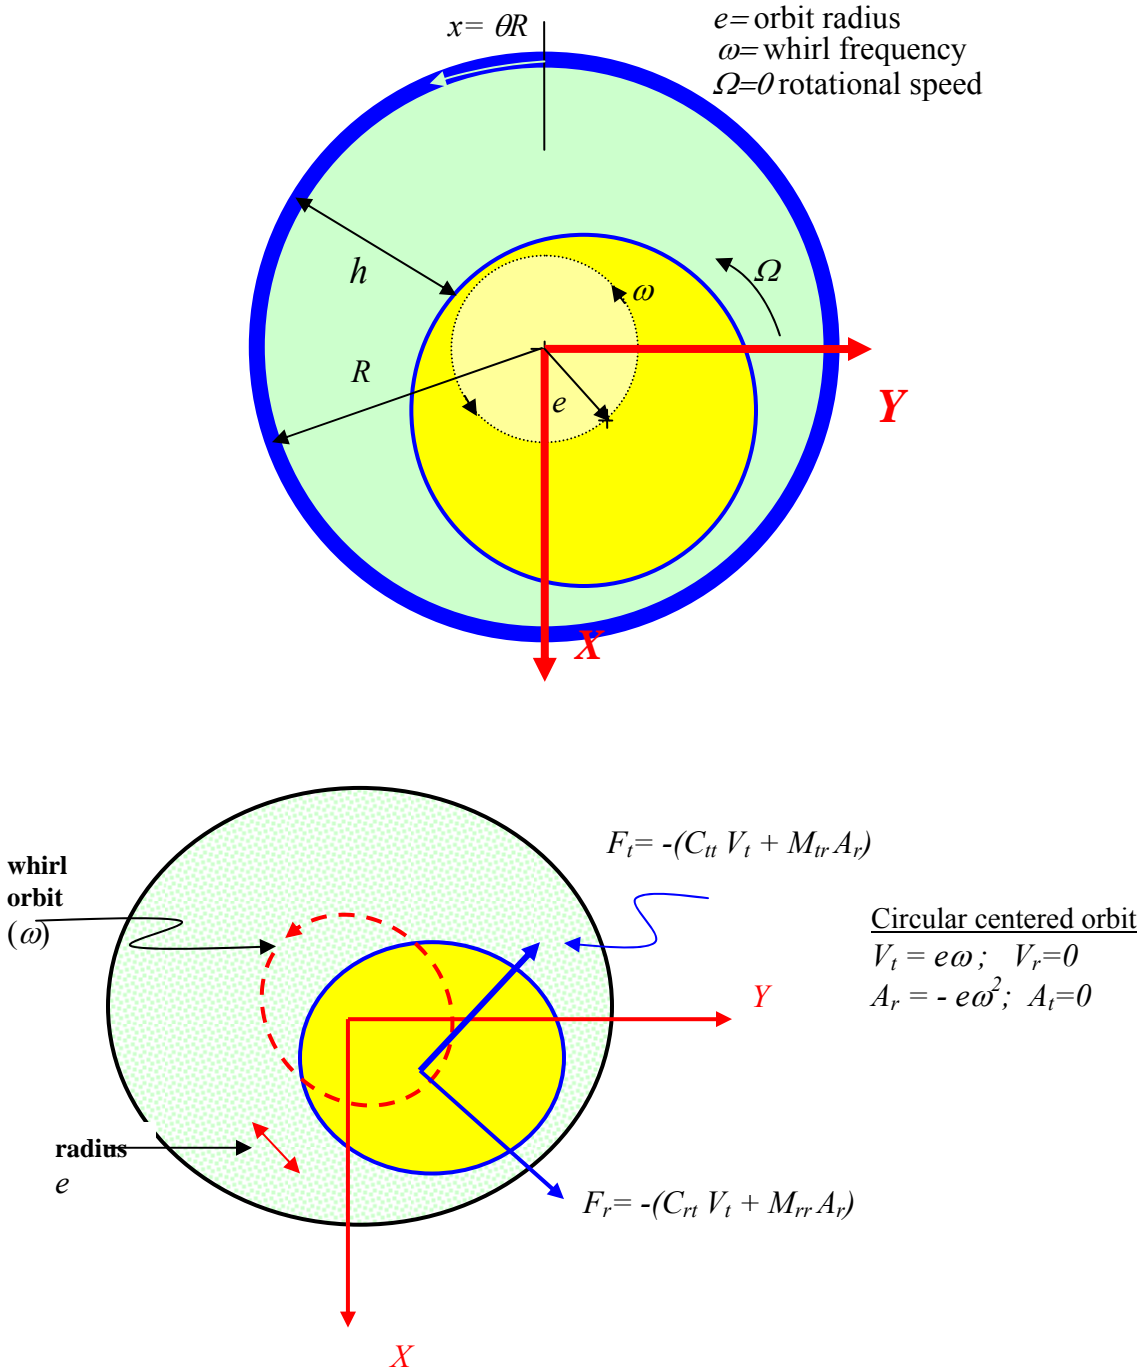 x= θR
e= orbit radius
ω= whirl frequency
Ω=0 rotational speed
h
ω
Ω
R
e
Y
X
F_t= -(C_tt V_t + M_tr A_r)
whirl
orbit
(ω)
Circular centered orbit
V_t = eω ; V_r=0
A_r = - eω²; A_t=0
Y
radius
e
F_r= -(C_rt V_t + M_rr A_r)
X